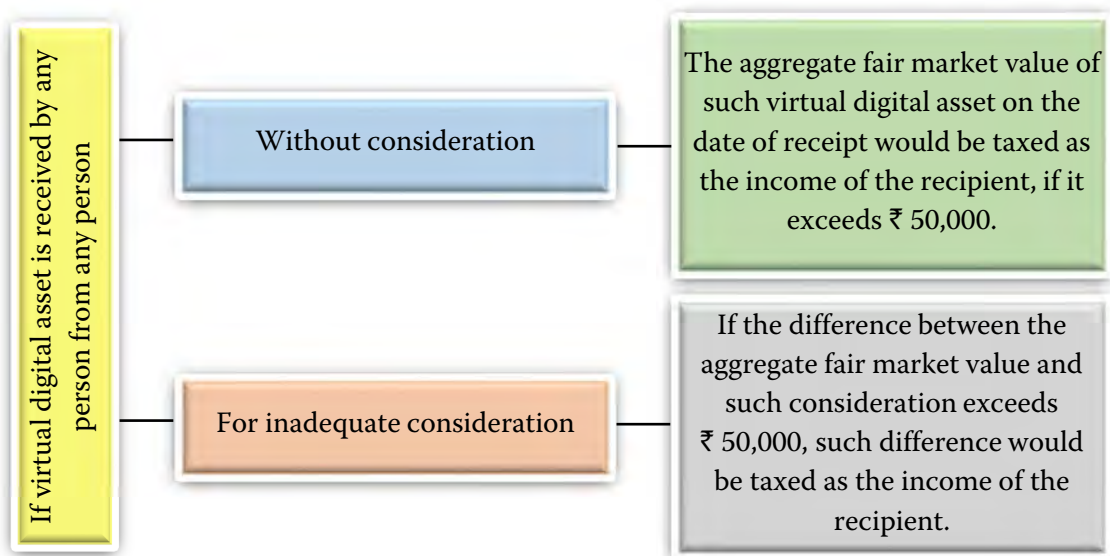 If virtual digital asset is received by any
person from any person
Without consideration
The aggregate fair market value of
such virtual digital asset on the
date of receipt would be taxed as
the income of the recipient, if it
exceeds ₹ 50,000.
For inadequate consideration
If the difference between the
aggregate fair market value and
such consideration exceeds
₹ 50,000, such difference would
be taxed as the income of the
recipient.